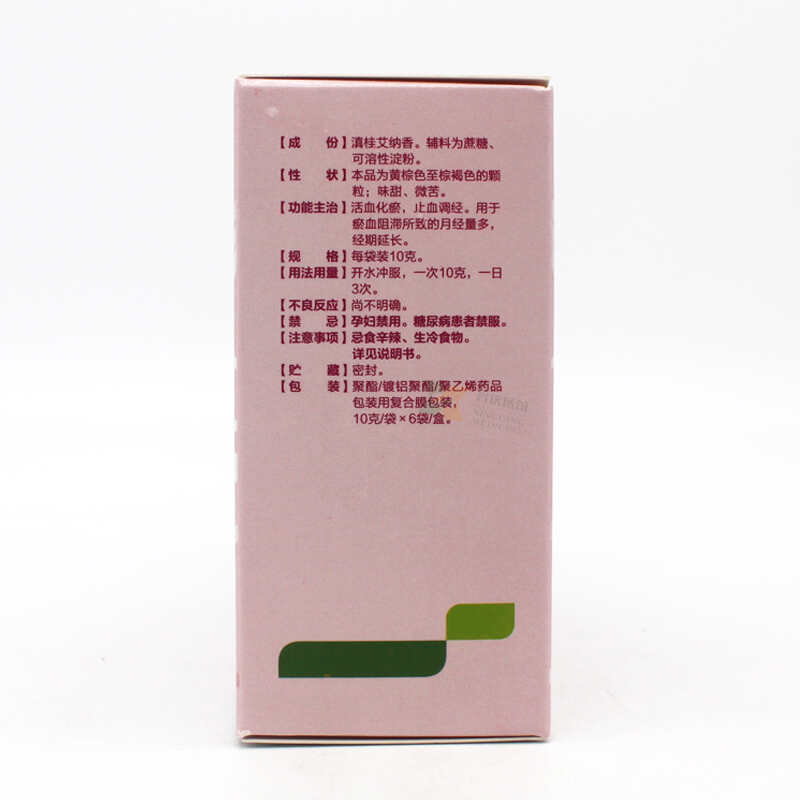 【成　份】滇桂艾纳香。辅料为蔗糖、
可溶性淀粉。
【性　状】本品为黄棕色至棕褐色的颗
粒；味甜、微苦。
【功能主治】活血化瘀，止血调经。用于
瘀血阻滞所致的月经量多，
经期延长。
【规　格】每袋装10克。
【用法用量】开水冲服，一次10克，一日
3次。
【不良反应】尚不明确。
【禁　忌】孕妇禁用。糖尿病患者禁服。
【注意事项】忌食辛辣、生冷食物。
详见说明书。
【贮　藏】密封。
【包　装】聚酯/镀铝聚酯/聚乙烯药品
包装用复合膜包装，
10克/袋×6袋/盒。